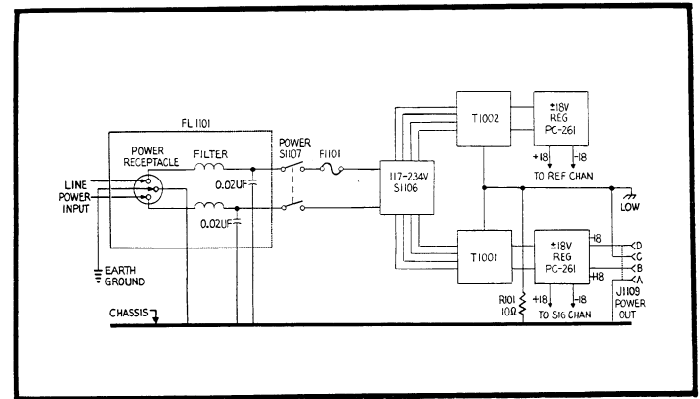 FL1101
POWER
RECEPTACLE
FILTER
0.02UF
0.02UF
LINE
POWER
INPUT
EARTH
GROUND
CHASSIS
POWER
S1107
F1101
117-234V
S1106
T1002
±18V
REG
PC-261
+18
-18
TO REF CHAN
LOW
T1001
±18V
REG
PC-261
-18
+18
D
C
B
A
J1109
POWER
OUT
R101
10Ω
+18
-18
TO SIG CHAN